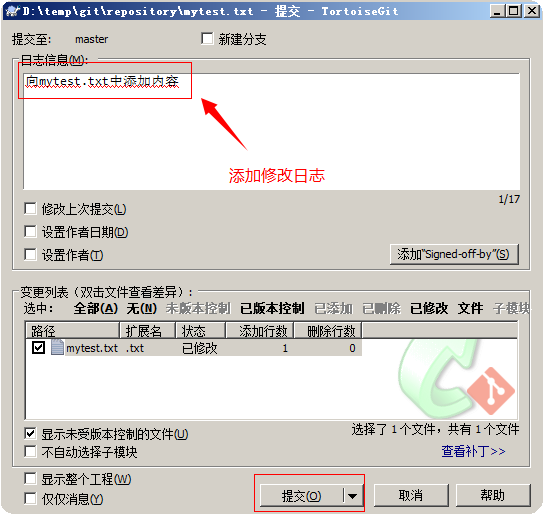 D:\temp\git\repository\mytest.txt - 提交 - TortoiseGit
提交至: master 新建分支
日志信息(M):
向mytest.txt中添加内容
添加修改日志
1/17
修改上次提交(L)
设置作者日期(D)
设置作者(T) 添加"Signed-off-by"(S)
变更列表（双击文件查看差异）:
选中: 全部(A) 无(N) 未版本控制 已版本控制 已添加 已删除 已修改 文件 子模块
路径 扩展名 状态 添加行数 删除行数
mytest.txt .txt 已修改 1 0
显示未受版本控制的文件(U) 选择了 1 个文件，共有 1 个文件
不自动选择子模块 查看补丁>>
显示整个工程(W)
仅仅消息(Y) 提交(O) 取消 帮助